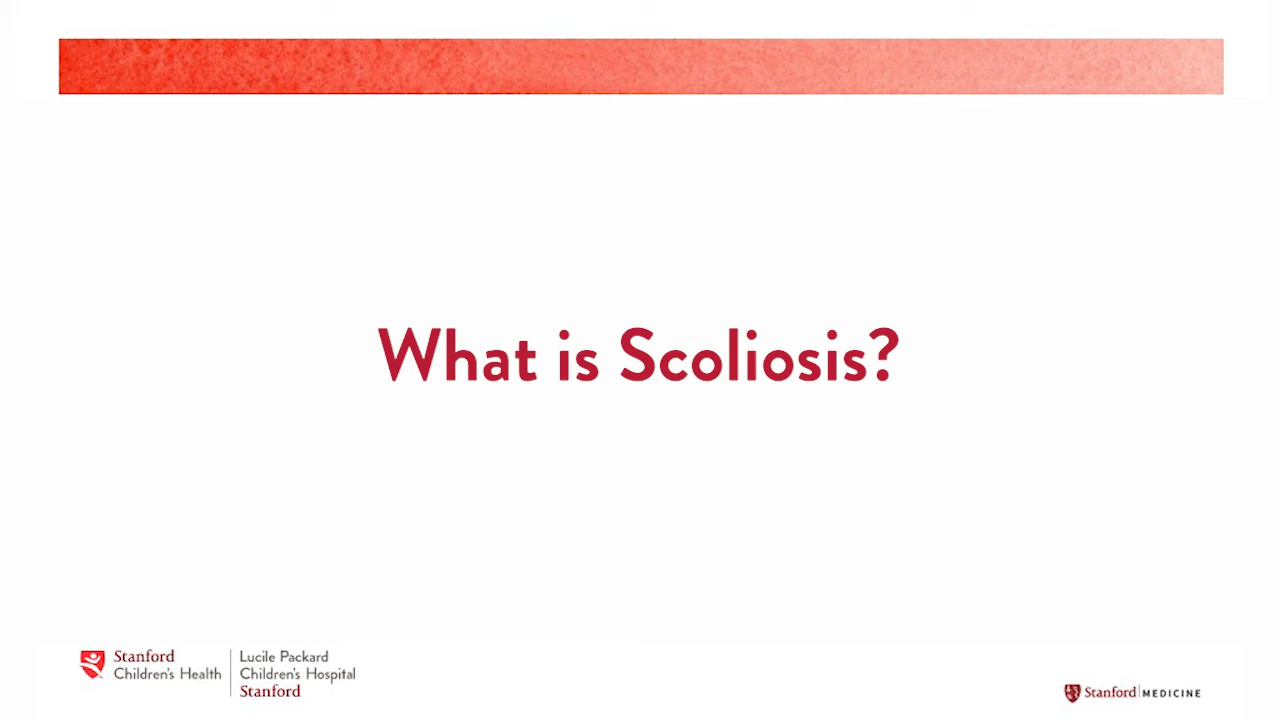 What is Scoliosis?
Stanford
Children's Health
Lucile Packard
Children's Hospital
Stanford
Stanford MEDICINE